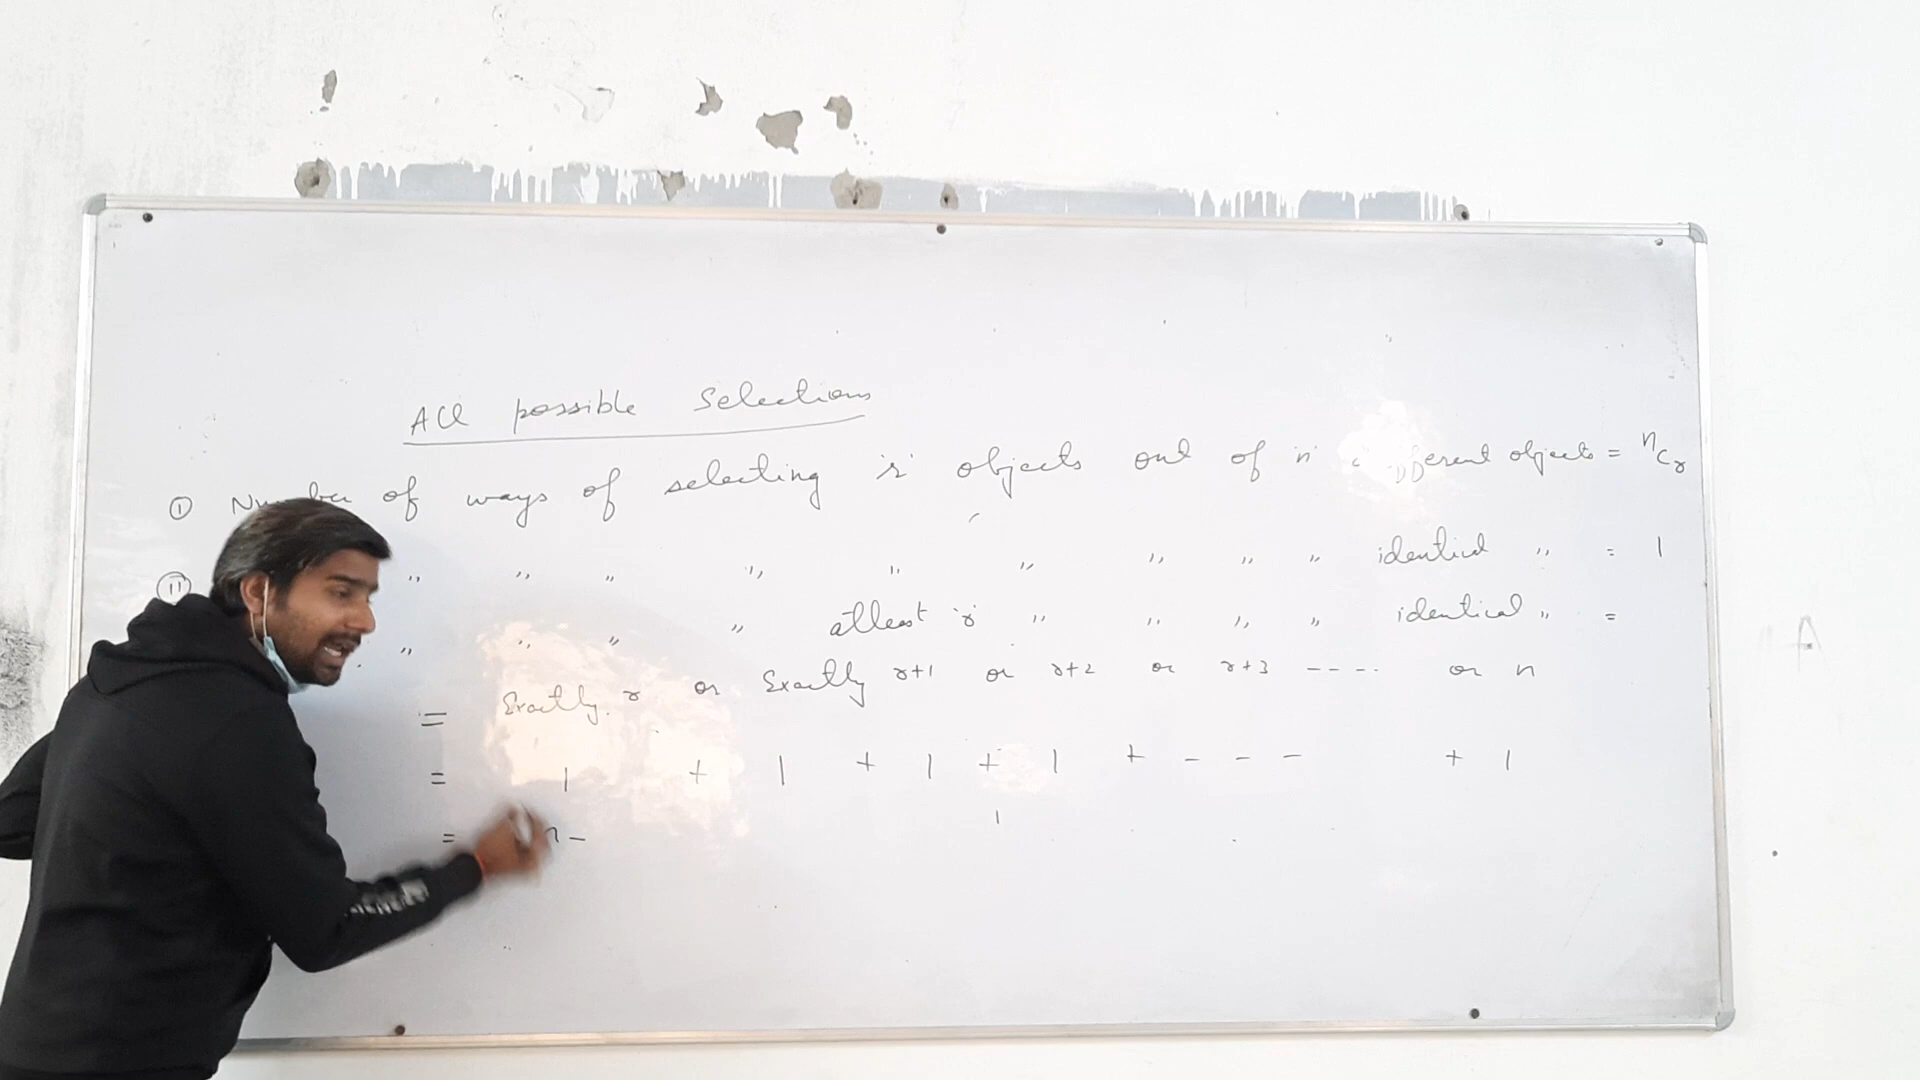 All possible Selections
① Number of ways of selecting 'r' objects out of 'n' different objects = nCr
⑪ " " " " " " " " " identical " = 1
" " " " atleast 'r' " " " " identical " =
= Exactly r or Exactly r+1 or r+2 or r+3 ---- or n
= 1 + 1 + 1 + 1 + --- + 1
= n -
A